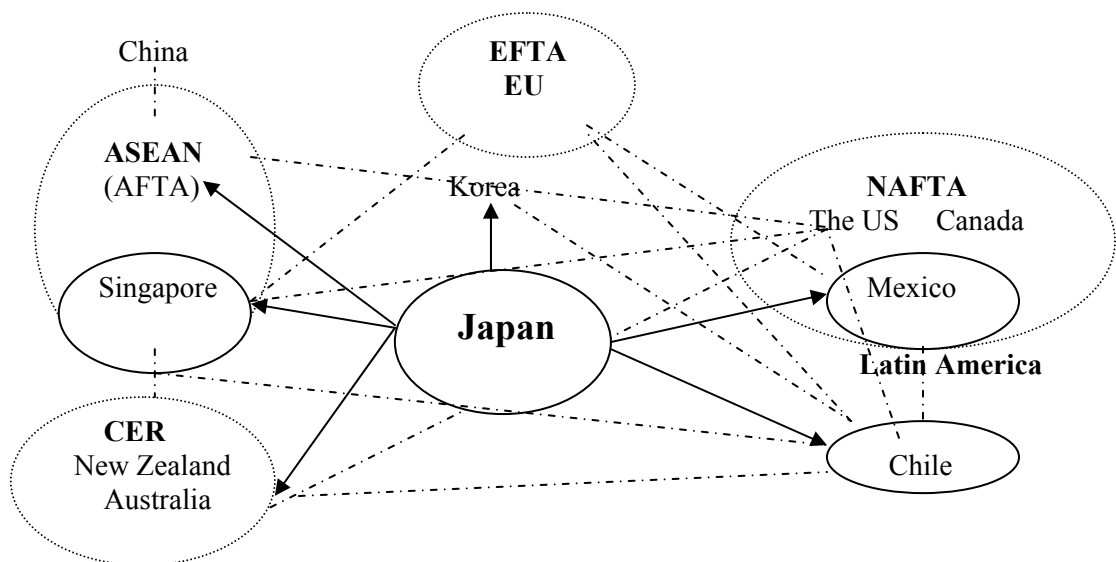 China
EFTA
EU
ASEAN
(AFTA)
Korea
NAFTA
The US Canada
Singapore
Japan
Mexico
Latin America
CER
New Zealand
Australia
Chile